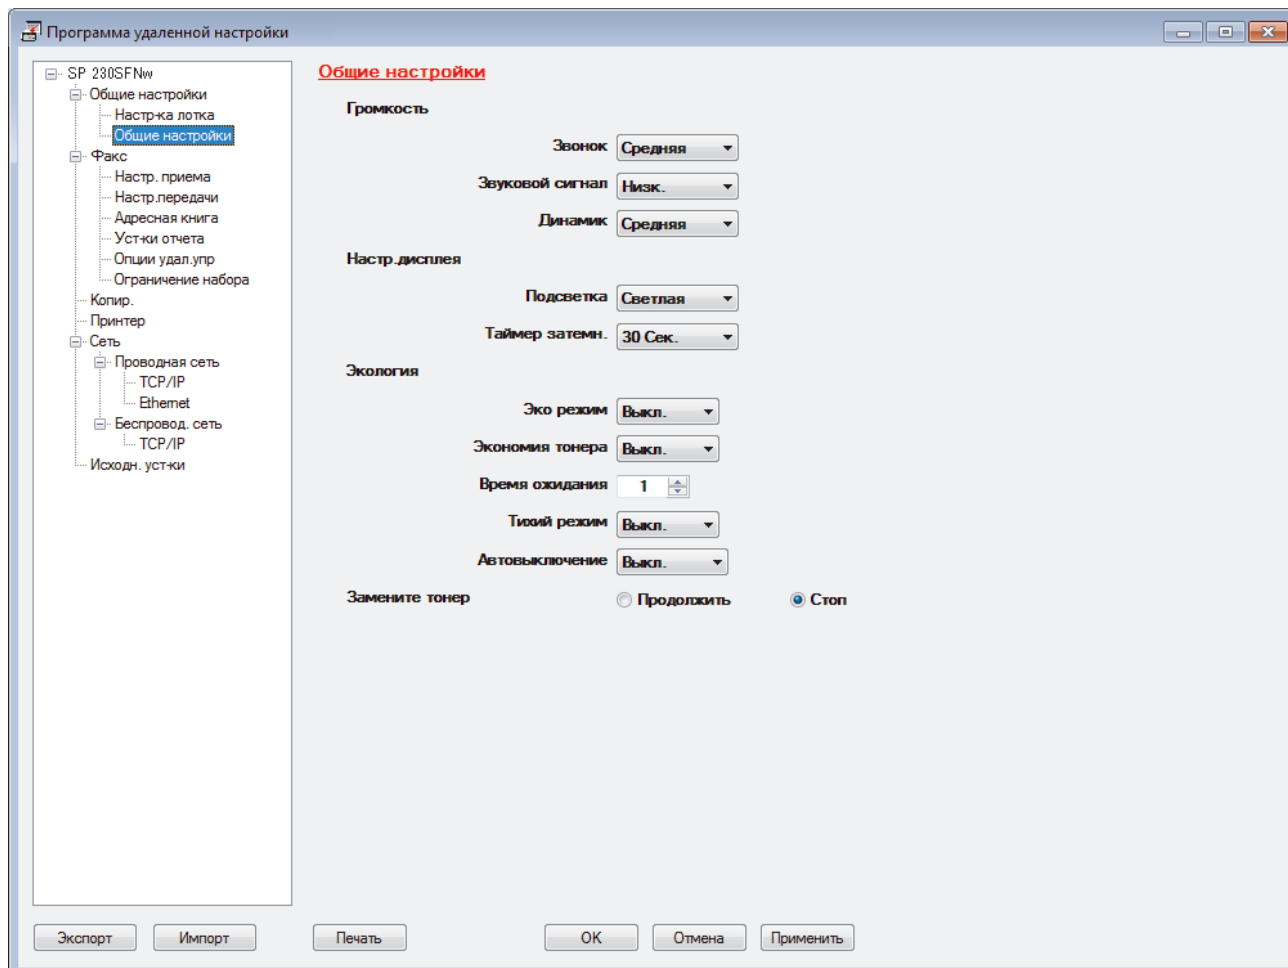 Программа удаленной настройки
SP 230SFNw
Общие настройки
Настр-ка лотка
Общие настройки
Факс
Настр. приема
Настр.передачи
Адресная книга
Уст-ки отчета
Опции удал.упр
Ограничение набора
Копир.
Принтер
Сеть
Проводная сеть
TCP/IP
Ethernet
Беспровод. сеть
TCP/IP
Исходн. уст-ки
Общие настройки
Громкость
Звонок Средняя
Звуковой сигнал Низк.
Динамик Средняя
Настр.дисплея
Подсветка Светлая
Таймер затемн. 30 Сек.
Экология
Эко режим Выкл.
Экономия тонера Выкл.
Время ожидания 1
Тихий режим Выкл.
Автовыключение Выкл.
Замените тонер Продолжить Стоп
Экспорт Импорт Печать OK Отмена Применить